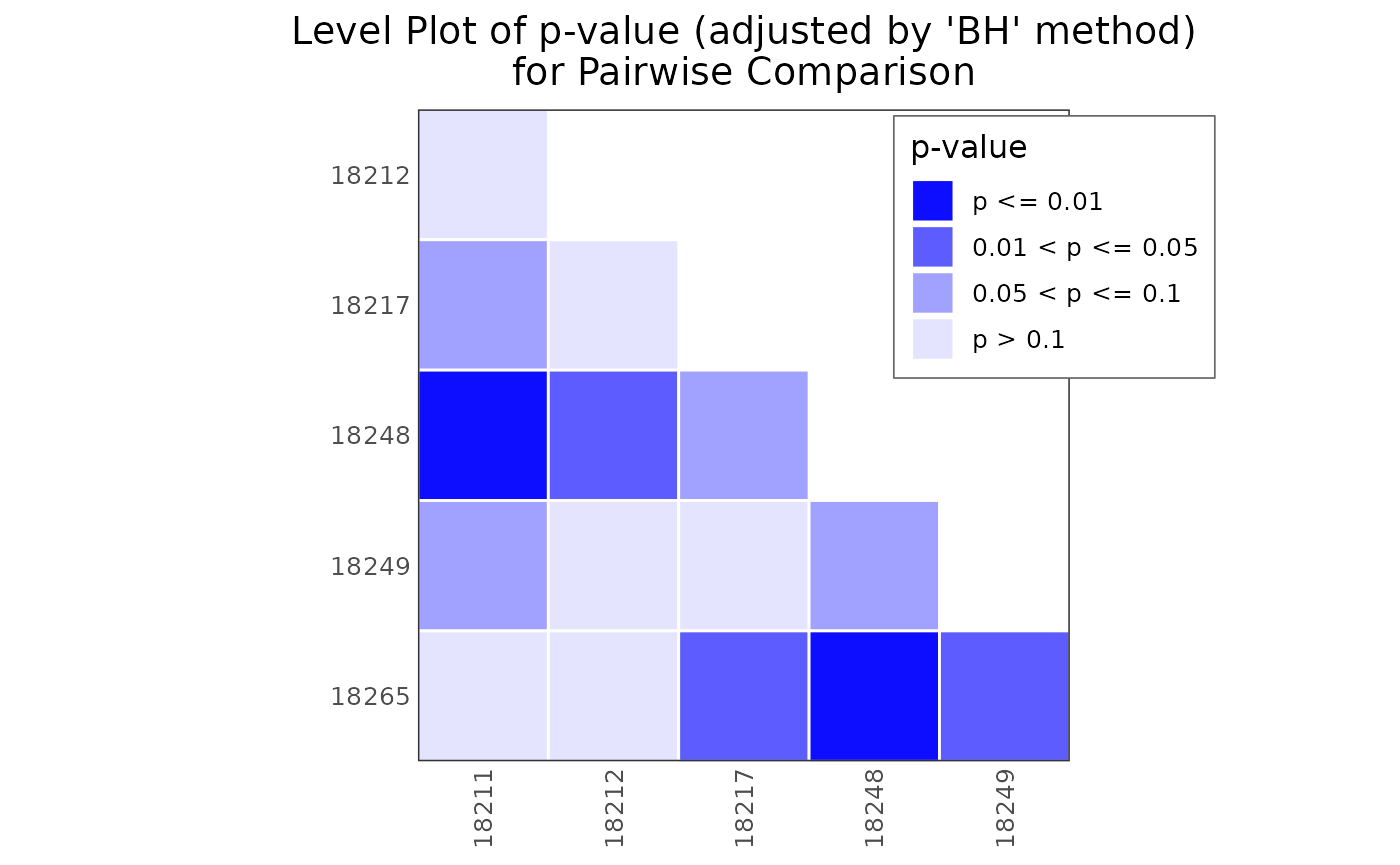 Level Plot of p-value (adjusted by 'BH' method)
for Pairwise Comparison
p-value
p <= 0.01
0.01 < p <= 0.05
0.05 < p <= 0.1
p > 0.1
18212
18217
18248
18249
18265
18211
18212
18217
18248
18249